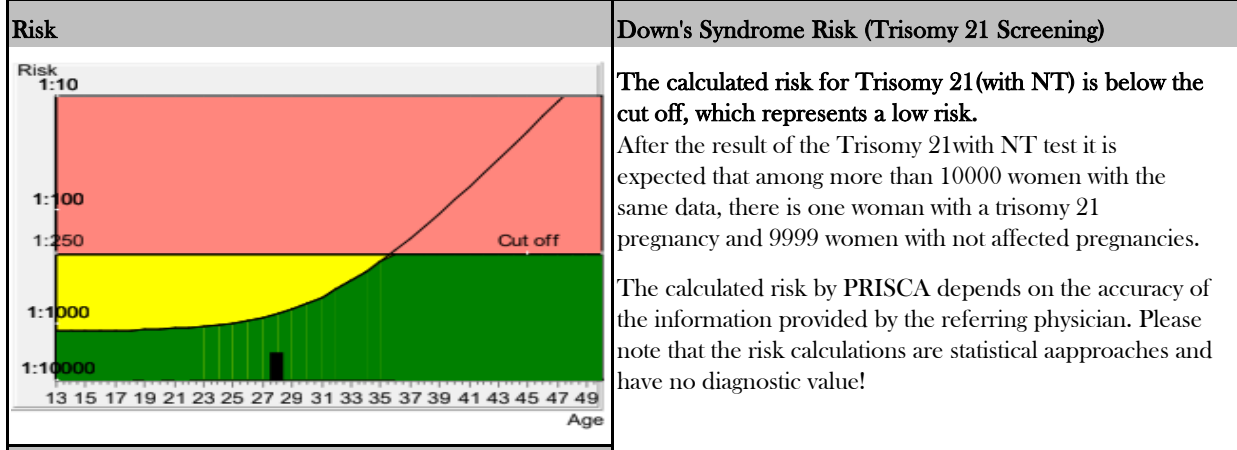 Risk
Risk
1:10
1:100
1:250
Cut off
1:1000
1:10000
13 15 17 19 21 23 25 27 29 31 33 35 37 39 41 43 45 47 49
Age
Down's Syndrome Risk (Trisomy 21 Screening)
The calculated risk for Trisomy 21(with NT) is below the
cut off, which represents a low risk.
After the result of the Trisomy 21with NT test it is
expected that among more than 10000 women with the
same data, there is one woman with a trisomy 21
pregnancy and 9999 women with not affected pregnancies.
The calculated risk by PRISCA depends on the accuracy of
the information provided by the referring physician. Please
note that the risk calculations are statistical aapproaches and
have no diagnostic value!